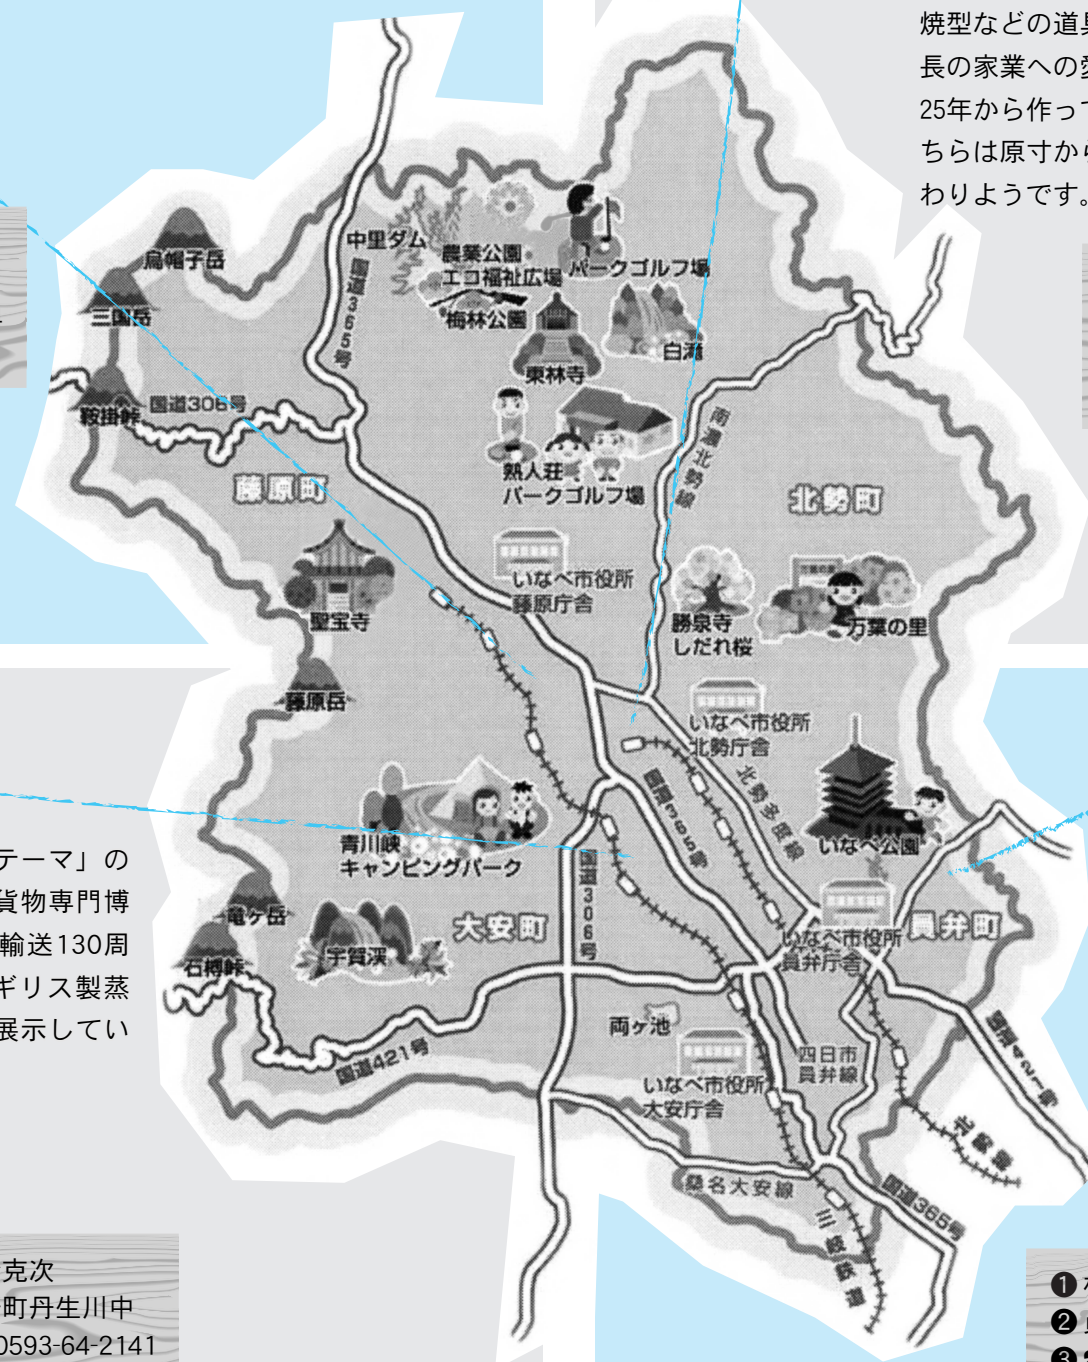 焼型などの道具
長の家業への愛
25年から作って
ちらは原寸から
わりようです。
烏帽子岳
三国岳
鞍掛峠
国道306号
国道365号
中里ダム
農業公園
エコ福祉広場
梅林公園
パークゴルフ場
東林寺
白滝
熟人荘
パークゴルフ場
南濃北勢線
藤原町
北勢町
いなべ市役所
藤原庁舎
聖宝寺
勝泉寺
しだれ桜
万葉の里
藤原岳
いなべ市役所
北勢庁舎
北勢多度線
国道365号
いなべ公園
青川峡
キャンピングパーク
国道306号
テーマ」の
貨物専門博
輸送130周
ギリス製蒸
展示してい
竜ヶ岳
石榑峠
宇賀渓
大安町
いなべ市役所
員弁庁舎
員弁町
両ヶ池
四日市
員弁線
国道421号
国道421号
いなべ市役所
大安庁舎
北勢線
桑名大安線
国道365号
三岐鉄道
克次
町丹生川中
0593-64-2141
❶
❷
❸